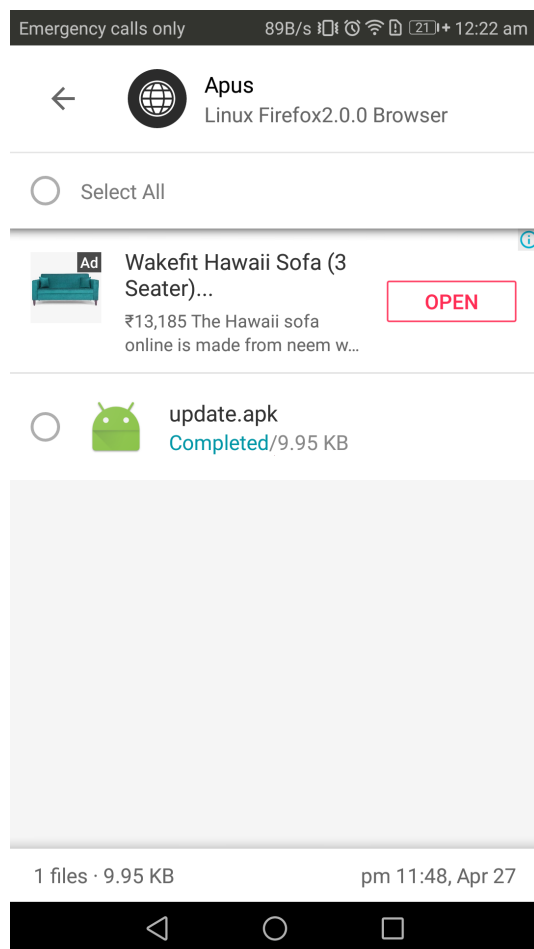 Emergency calls only 89B/s 21 12:22 am
Apus
Linux Firefox2.0.0 Browser
Select All
Ad
Wakefit Hawaii Sofa (3
Seater)...
₹13,185 The Hawaii sofa
online is made from neem w...
OPEN
update.apk
Completed/9.95 KB
1 files · 9.95 KB pm 11:48, Apr 27